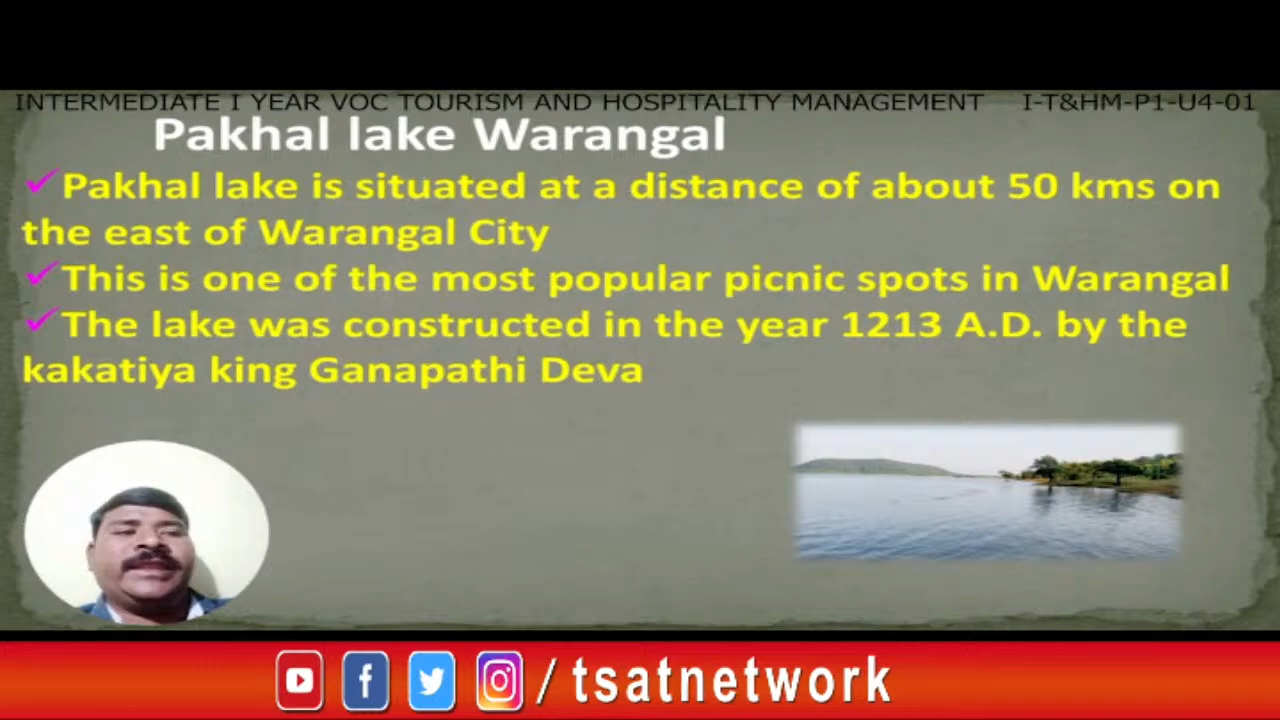 INTERMEDIATE I YEAR VOC TOURISM AND HOSPITALITY MANAGEMENT I-T&HM-P1-U4-01
Pakhal lake Warangal
✓Pakhal lake is situated at a distance of about 50 kms on
the east of Warangal City
✓This is one of the most popular picnic spots in Warangal
✓The lake was constructed in the year 1213 A.D. by the
kakatiya king Ganapathi Deva
/ tsatnetwork